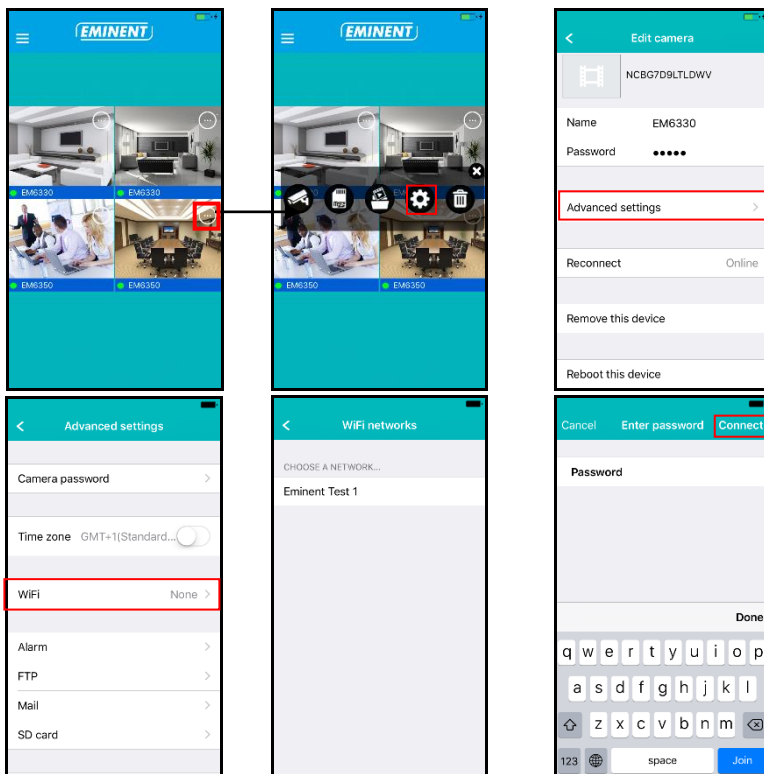 EMINENT
EM6330
EM6330
EM6350
EM6350
EMINENT
EM6350
EM6350
Edit camera
NCBG7D9LTLDWV
Name EM6330
Password •••••
Advanced settings
Reconnect Online
Remove this device
Reboot this device
Advanced settings
Camera password
Time zone GMT+1(Standard...
WiFi None
Alarm
FTP
Mail
SD card
WiFi networks
CHOOSE A NETWORK...
Eminent Test 1
Cancel Enter password Connect
Password
Done
q w e r t y u i o p
a s d f g h j k l
z x c v b n m
123 space Join